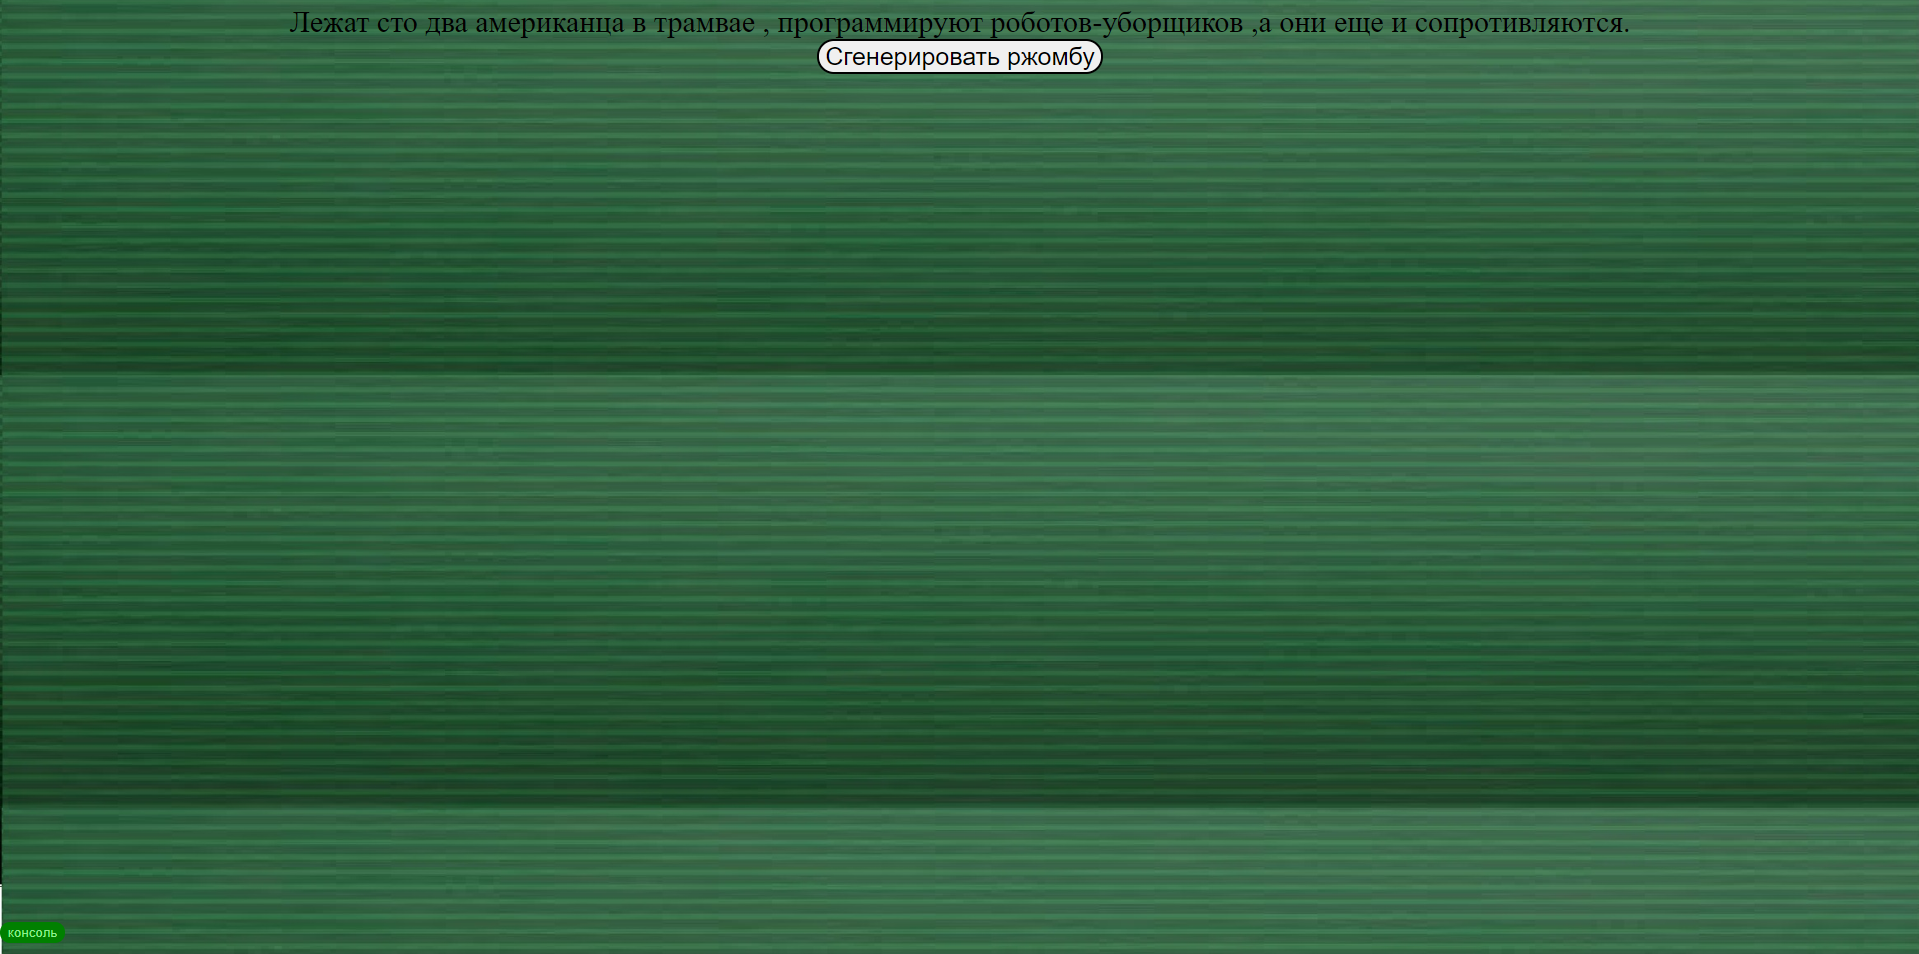 Лежат сто два американца в трамвае , программируют роботов-уборщиков ,а они еще и сопротивляются.
Сгенерировать ржомбу
консоль